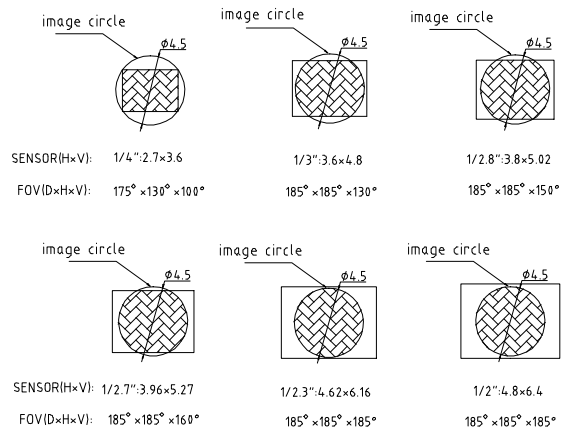 image circle
image circle
image circle
Φ4.5
Φ4.5
Φ4.5
SENSOR(H×V): 1/4":2.7×3.6
1/3":3.6×4.8
1/2.8":3.8×5.02
FOV(D×H×V): 175°×130°×100°
185°×185°×130°
185°×185°×150°
image circle
image circle
image circle
Φ4.5
Φ4.5
Φ4.5
SENSOR(H×V): 1/2.7":3.96×5.27
1/2.3":4.62×6.16
1/2":4.8×6.4
FOV(D×H×V): 185°×185°×160°
185°×185°×185°
185°×185°×185°